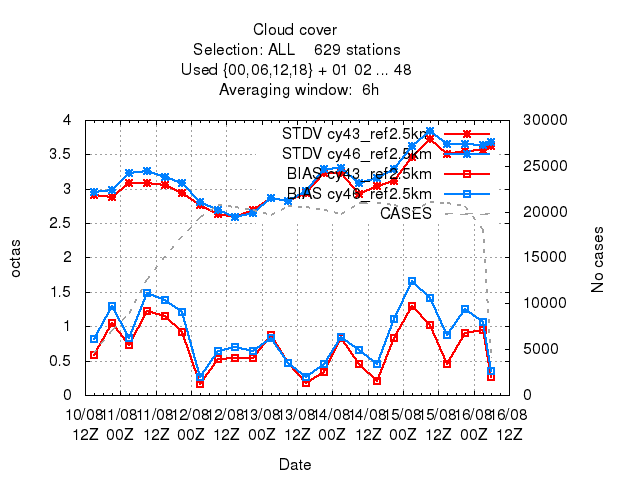 Cloud cover
Selection: ALL    629 stations
Used {00,06,12,18} + 01 02 ... 48
Averaging window:  6h
4
3.5
3
2.5
2
1.5
1
0.5
0
octas
30000
25000
20000
15000
10000
5000
0
No cases
STDV cy43_ref2.5km
STDV cy46_ref2.5km
BIAS cy43_ref2.5km
BIAS cy46_ref2.5km
CASES
10/08 11/08 11/08 12/08 12/08 13/08 13/08 14/08 14/08 15/08 15/08 16/08 16/08
12Z 00Z 12Z 00Z 12Z 00Z 12Z 00Z 12Z 00Z 12Z 00Z 12Z
Date